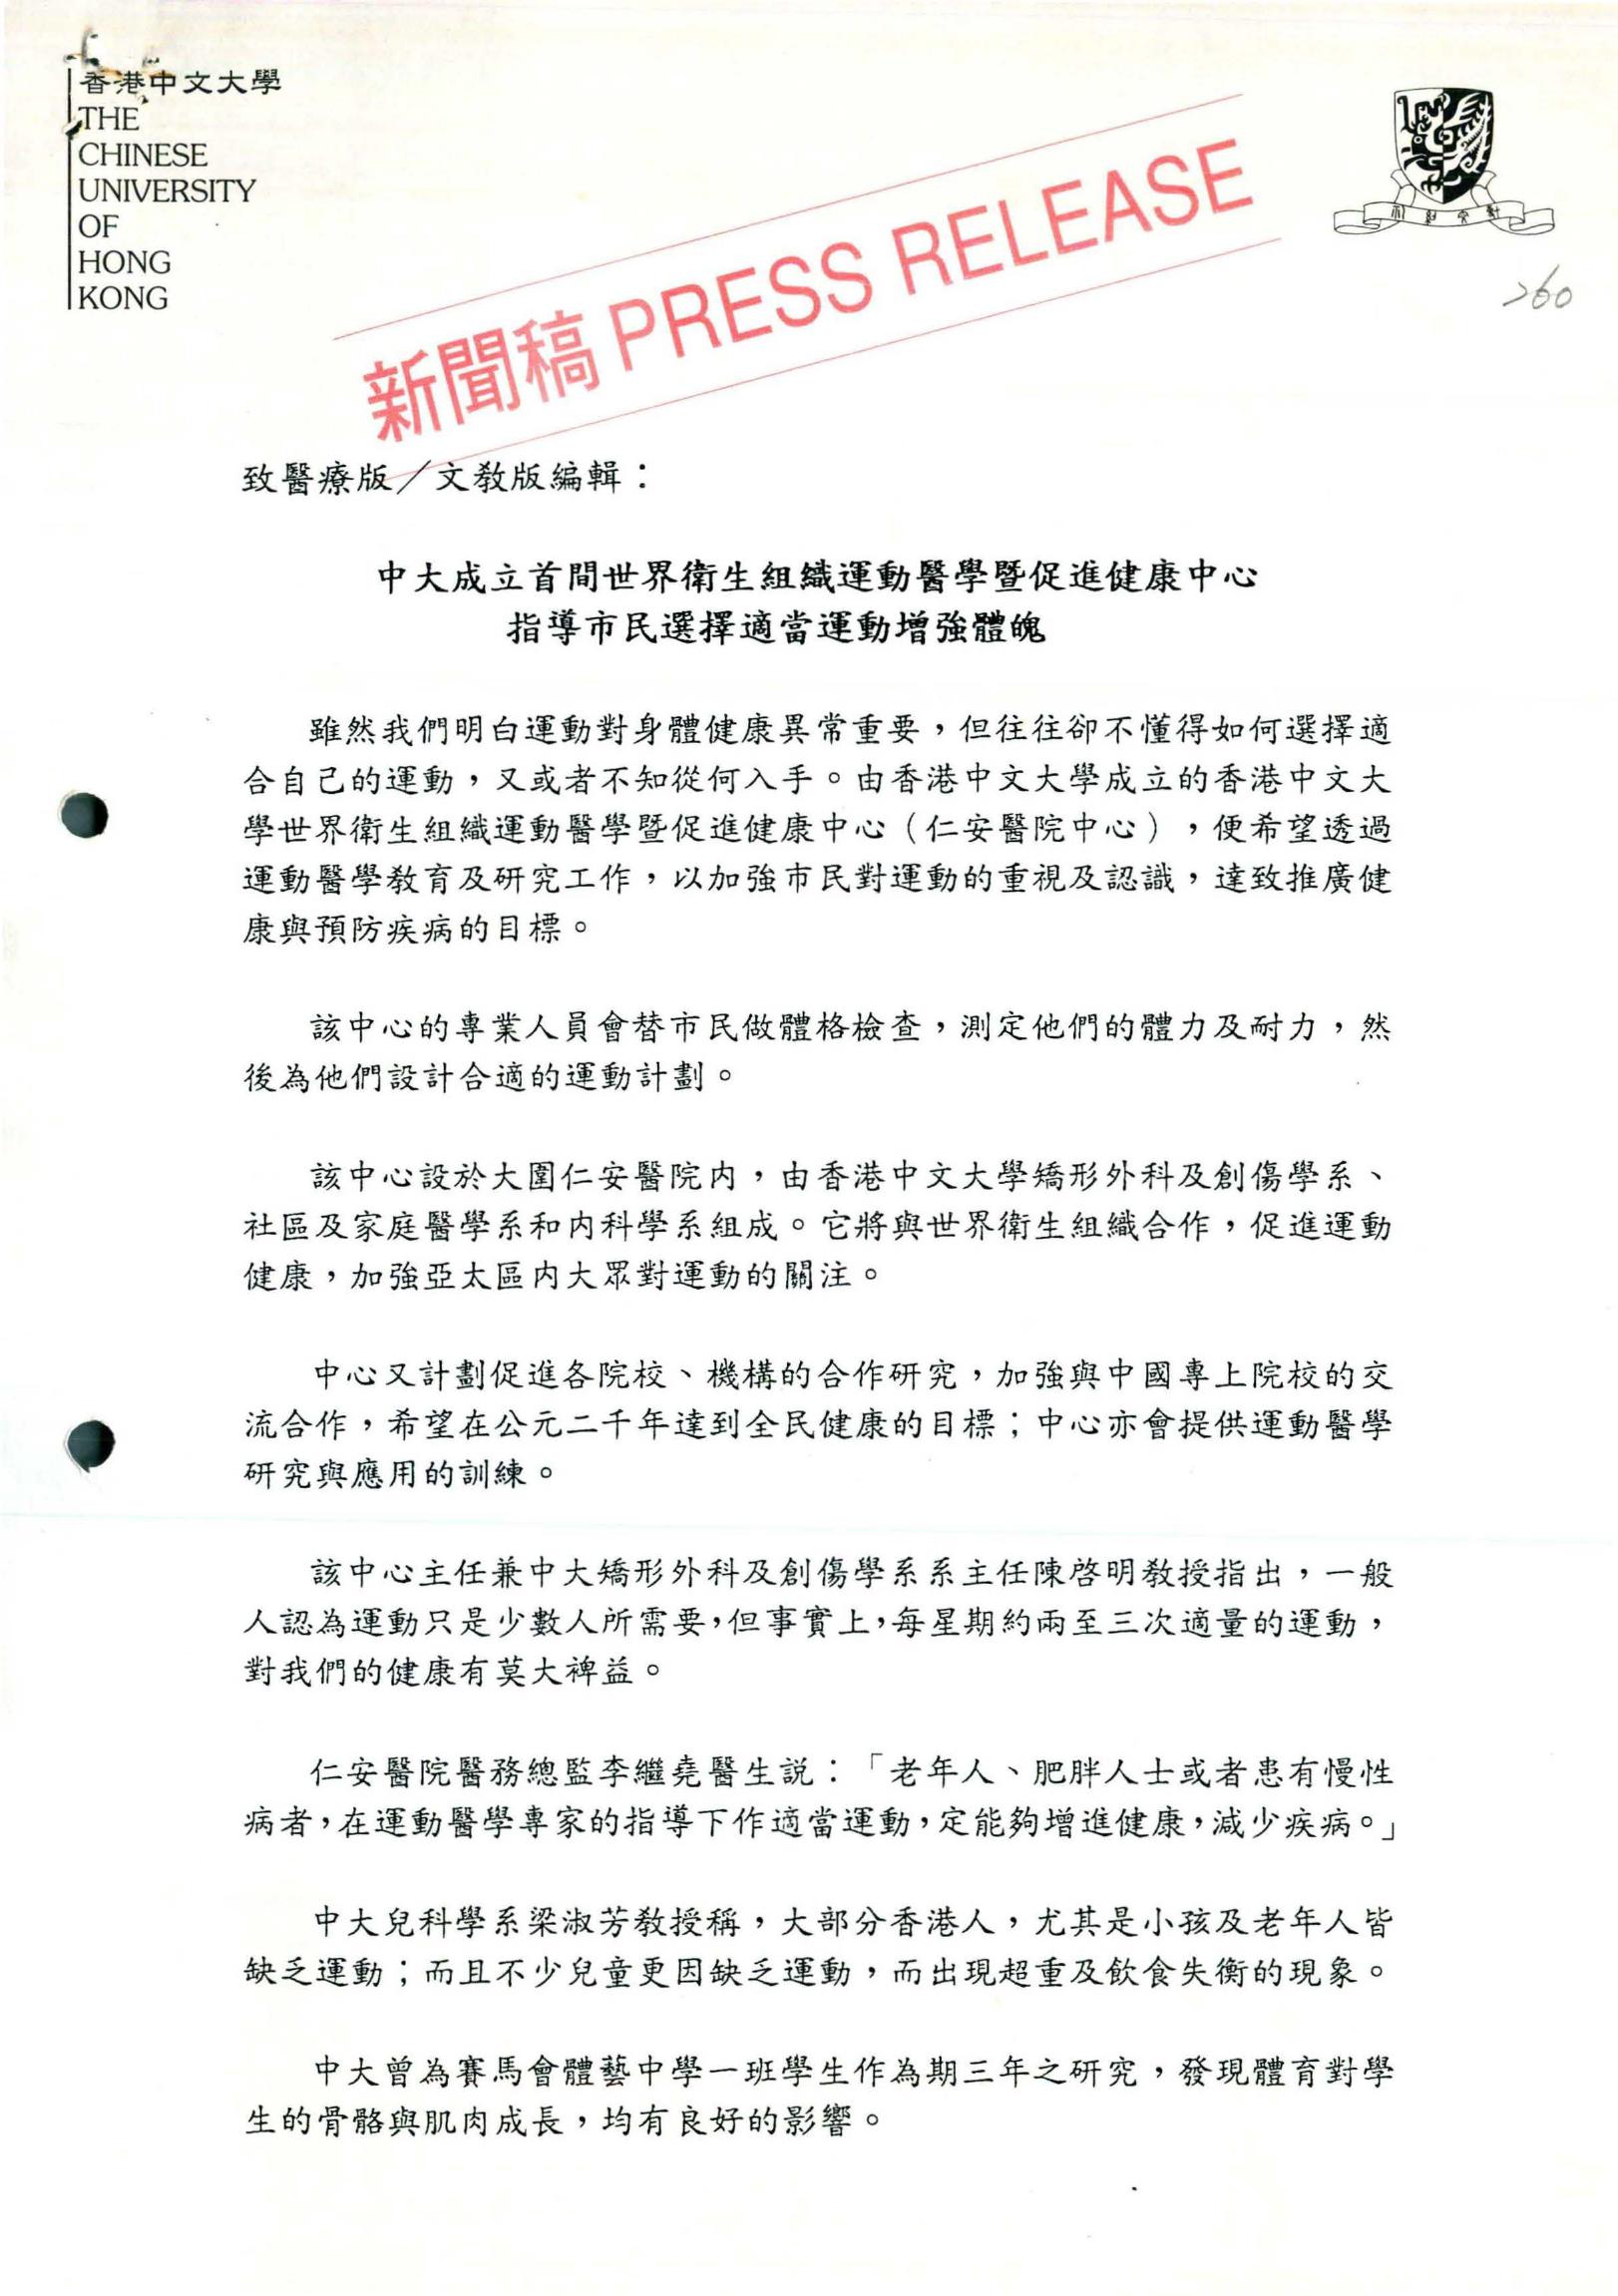 香港中文大學
THE
CHINESE
UNIVERSITY
OF
HONG
KONG
新聞稿 PRESS RELEASE
260
致醫療版／文教版編輯：
中大成立首間世界衛生組織運動醫學暨促進健康中心
指導市民選擇適當運動增強體魄
雖然我們明白運動對身體健康異常重要，但往往卻不懂得如何選擇適
合自己的運動，又或者不知從何入手。由香港中文大學成立的香港中文大
學世界衛生組織運動醫學暨促進健康中心（仁安醫院中心），便希望透過
運動醫學教育及研究工作，以加強市民對運動的重視及認識，達致推廣健
康與預防疾病的目標。
該中心的專業人員會替市民做體格檢查，測定他們的體力及耐力，然
後為他們設計合適的運動計劃。
該中心設於大圍仁安醫院內，由香港中文大學矯形外科及創傷學系、
社區及家庭醫學系和內科學系組成。它將與世界衛生組織合作，促進運動
健康，加強亞太區內大眾對運動的關注。
中心又計劃促進各院校、機構的合作研究，加強與中國專上院校的交
流合作，希望在公元二千年達到全民健康的目標；中心亦會提供運動醫學
研究與應用的訓練。
該中心主任兼中大矯形外科及創傷學系系主任陳啓明教授指出，一般
人認為運動只是少數人所需要，但事實上，每星期約兩至三次適量的運動，
對我們的健康有莫大裨益。
仁安醫院醫務總監李繼堯醫生説：「老年人、肥胖人士或者患有慢性
病者，在運動醫學專家的指導下作適當運動，定能夠增進健康，減少疾病。」
中大兒科學系梁淑芳教授稱，大部分香港人，尤其是小孩及老年人皆
缺乏運動；而且不少兒童更因缺乏運動，而出現超重及飲食失衡的現象。
中大曾為賽馬會體藝中學一班學生作為期三年之研究，發現體育對學
生的骨骼與肌肉成長，均有良好的影響。